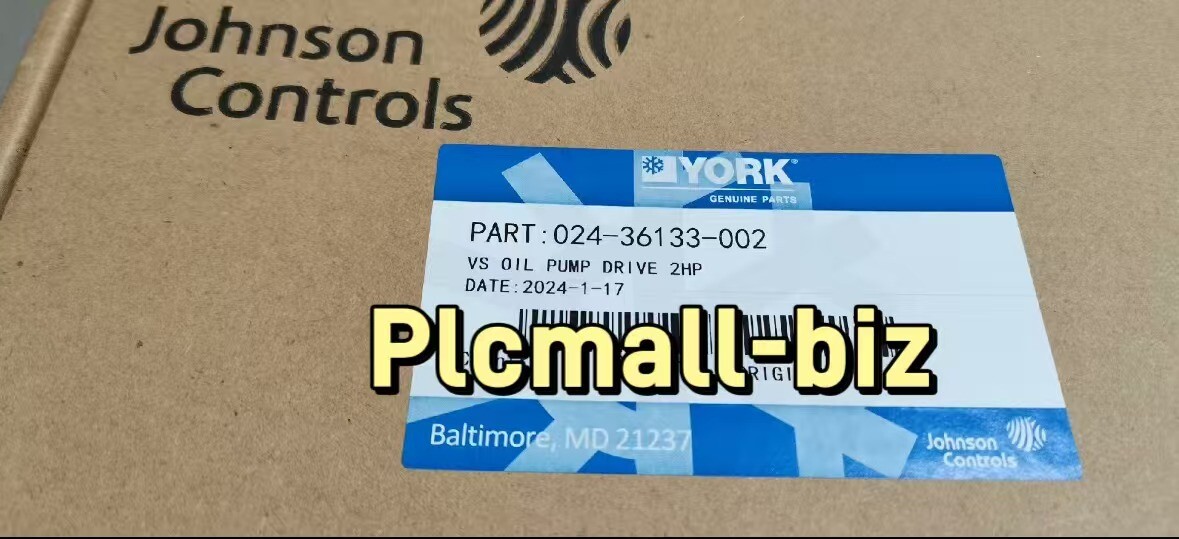 Johnson
Controls
YORK®
GENUINE PARTS
PART:024-36133-002
VS OIL PUMP DRIVE 2HP
DATE:2024-1-17
Plcmall-biz
Baltimore, MD 21237
Johnson
Controls